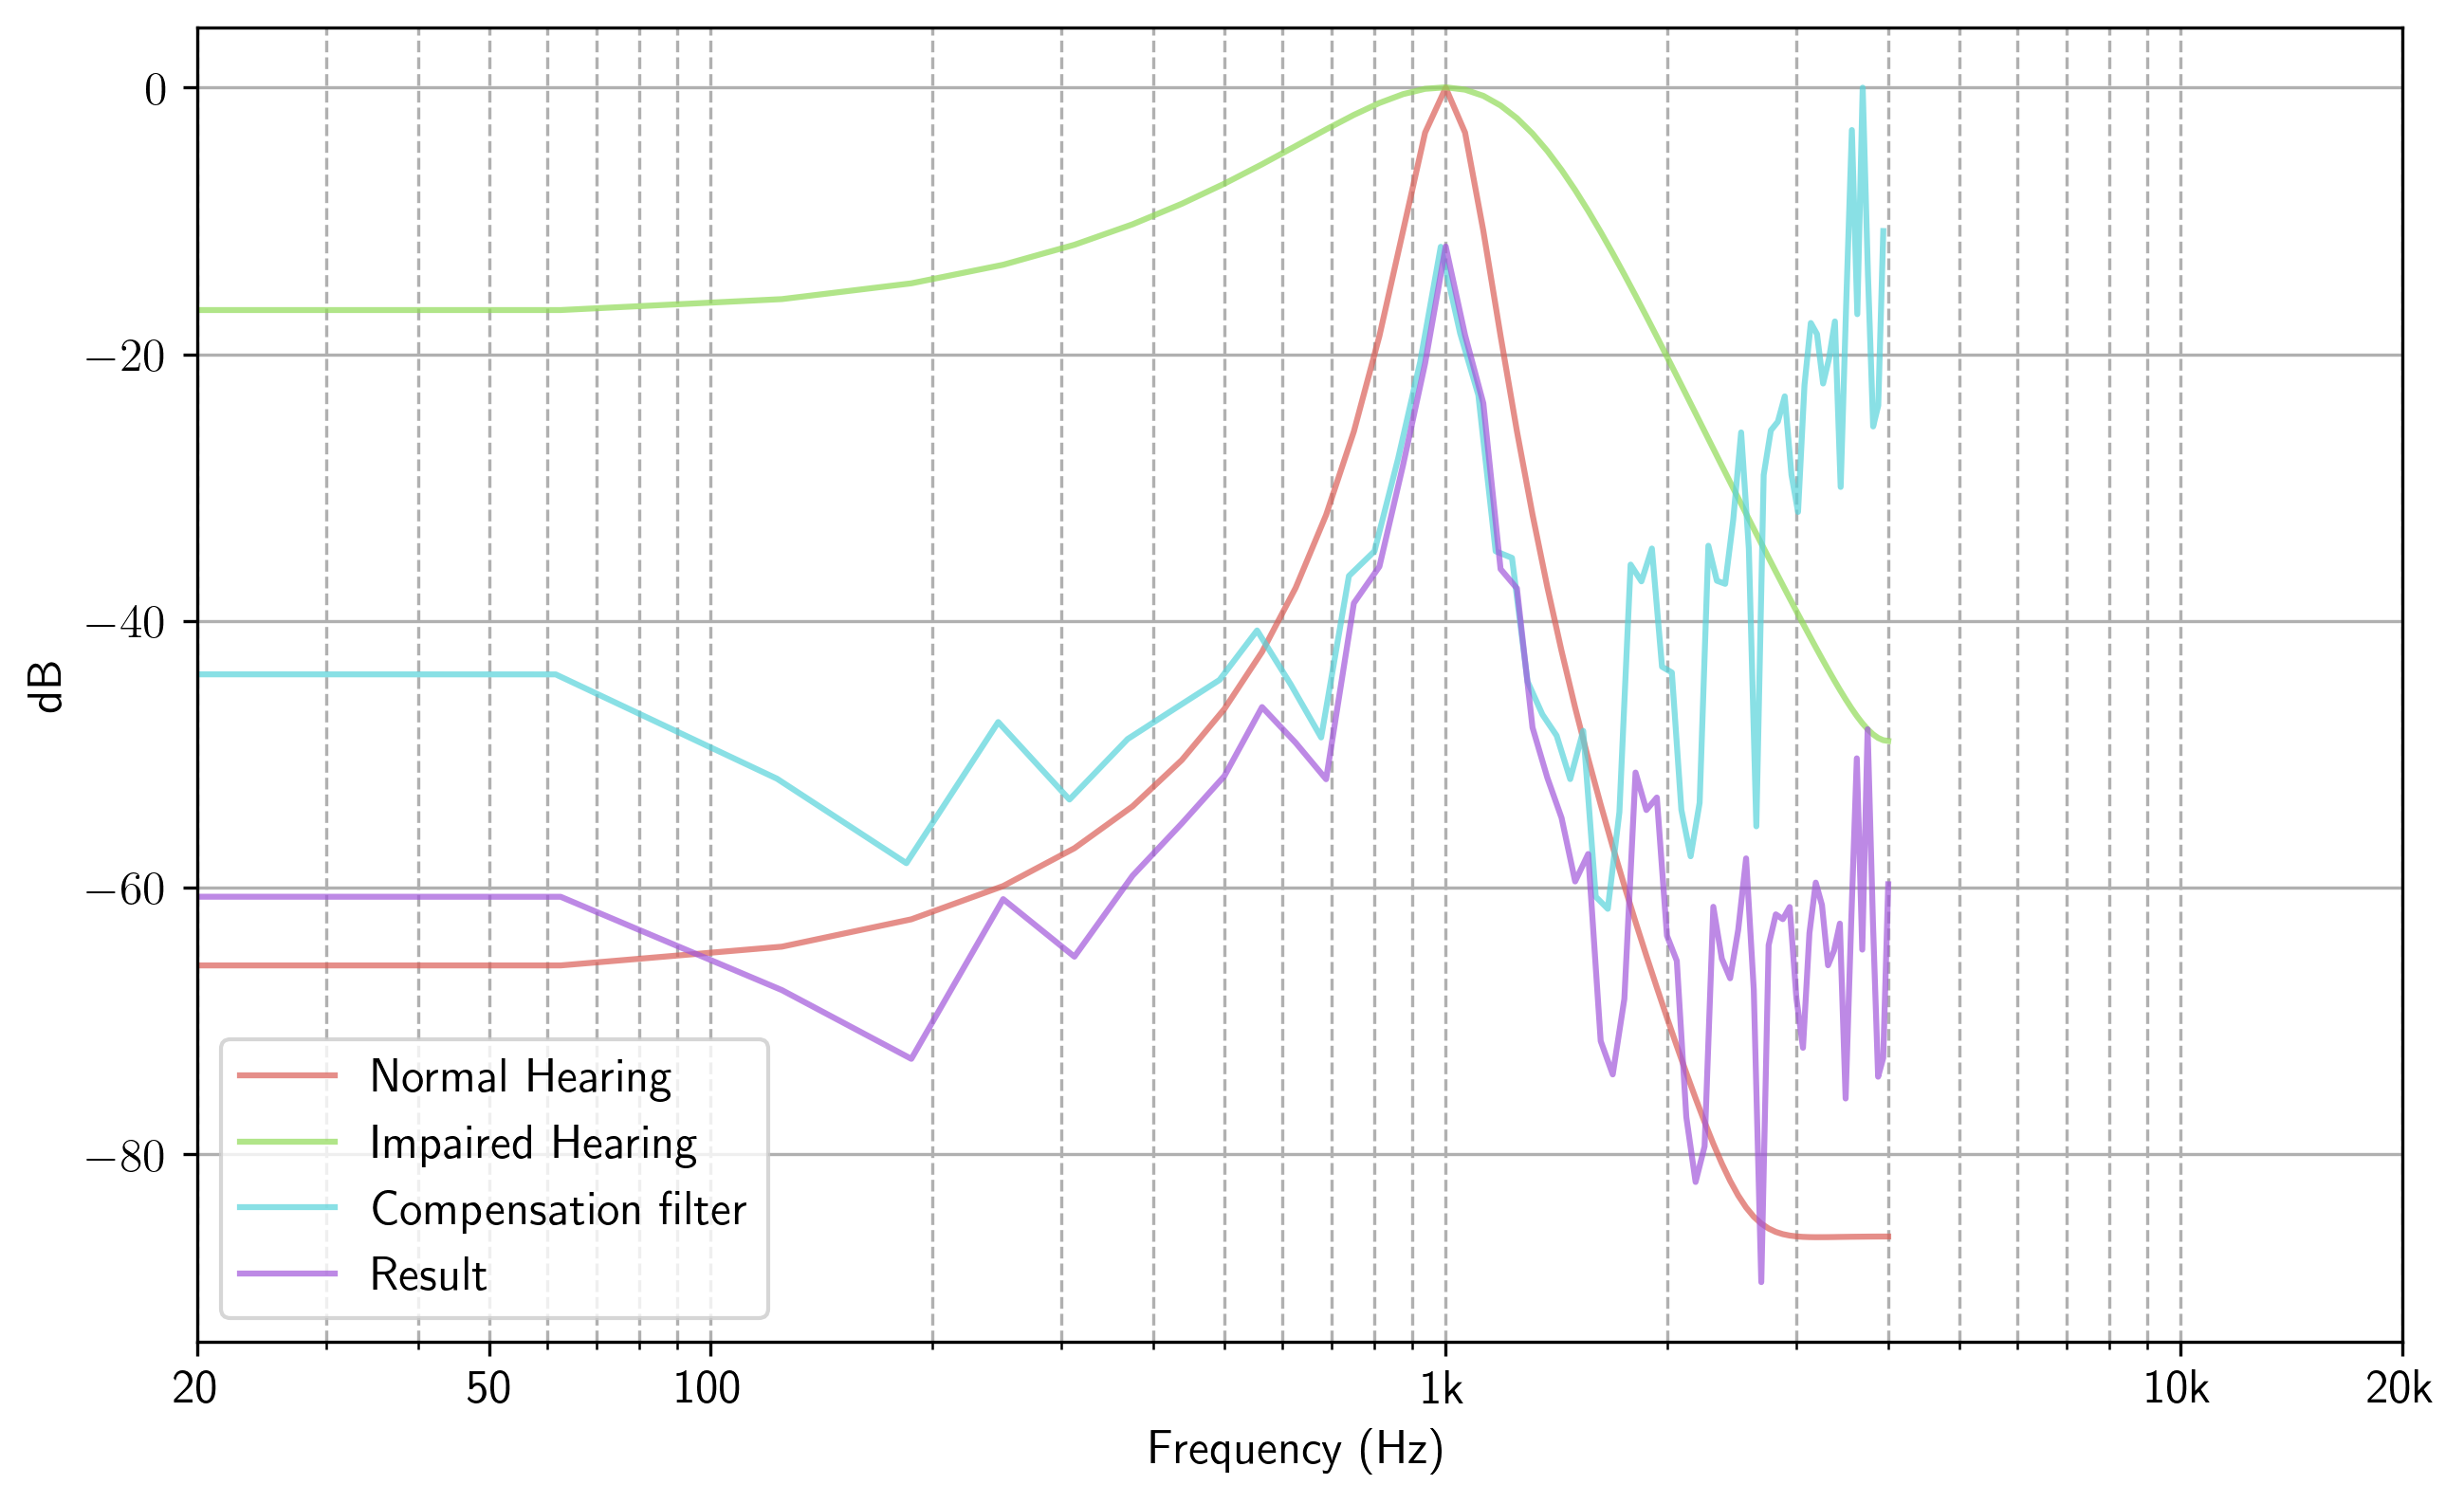 0
−20
−40
−60
−80
dB
Normal Hearing
Impaired Hearing
Compensation filter
Result
20 50 100 1k 10k 20k
Frequency (Hz)